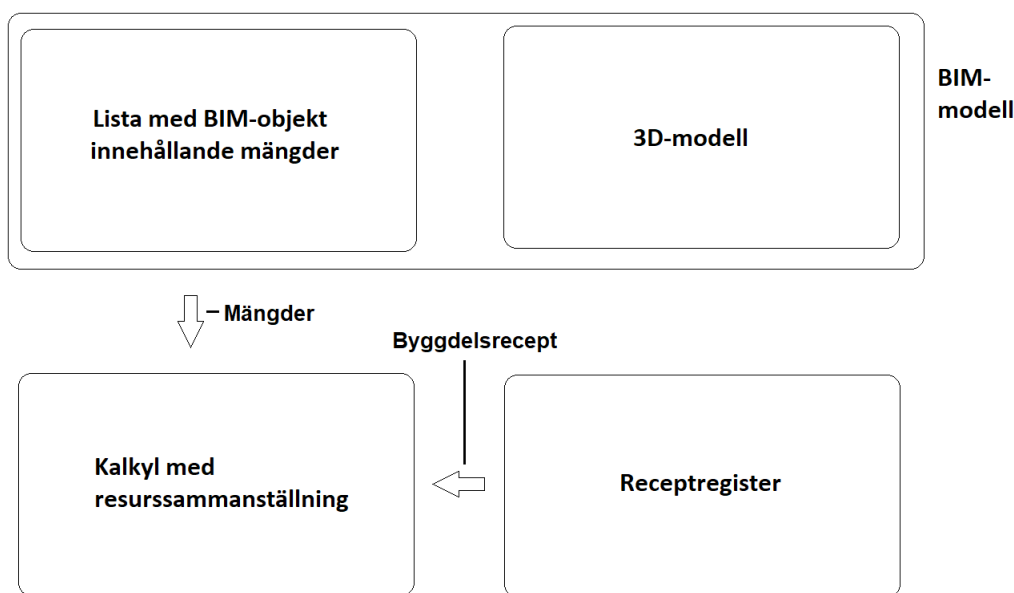 Lista med BIM-objekt
innehållande mängder
3D-modell
BIM-
modell
Mängder
Byggdelsrecept
Kalkyl med
resurssammanställning
Receptregister